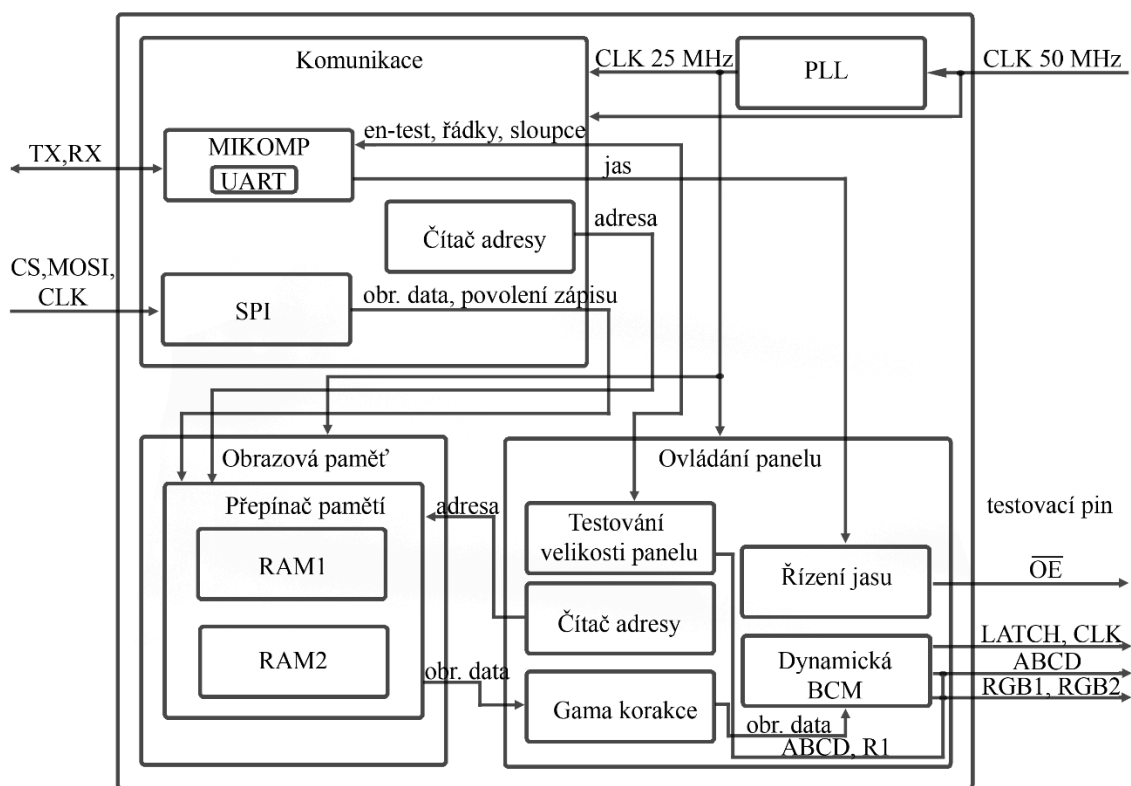 Komunikace
CLK 25 MHz
PLL
CLK 50 MHz
en-test, řádky, sloupce
TX,RX
MIKOMP
UART
jas
Čítač adresy
adresa
CS,MOSI,
CLK
SPI
obr. data, povolení zápisu
Obrazová paměť
Ovládání panelu
Přepínač pamětí
adresa
Testování
velikosti panelu
testovací pin
RAM1
Řízení jasu
OE
Čítač adresy
RAM2
LATCH, CLK
Dynamická
BCM
ABCD
RGB1, RGB2
obr. data
Gama korakce
obr. data
ABCD, R1